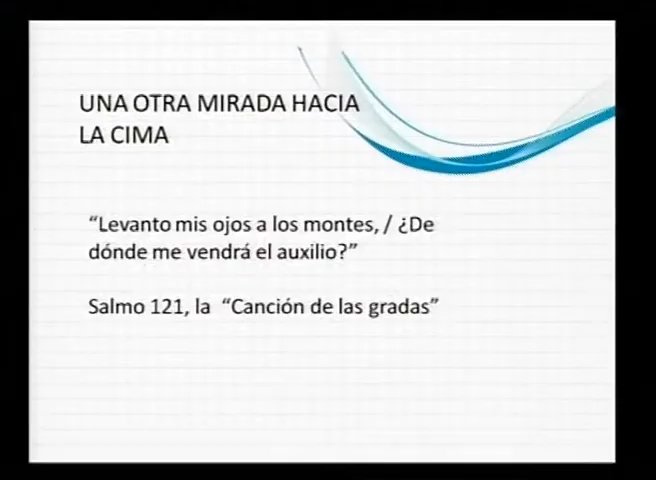 UNA OTRA MIRADA HACIA
LA CIMA
“Levanto mis ojos a los montes, / ¿De
dónde me vendrá el auxilio?”
Salmo 121, la “Canción de las gradas”